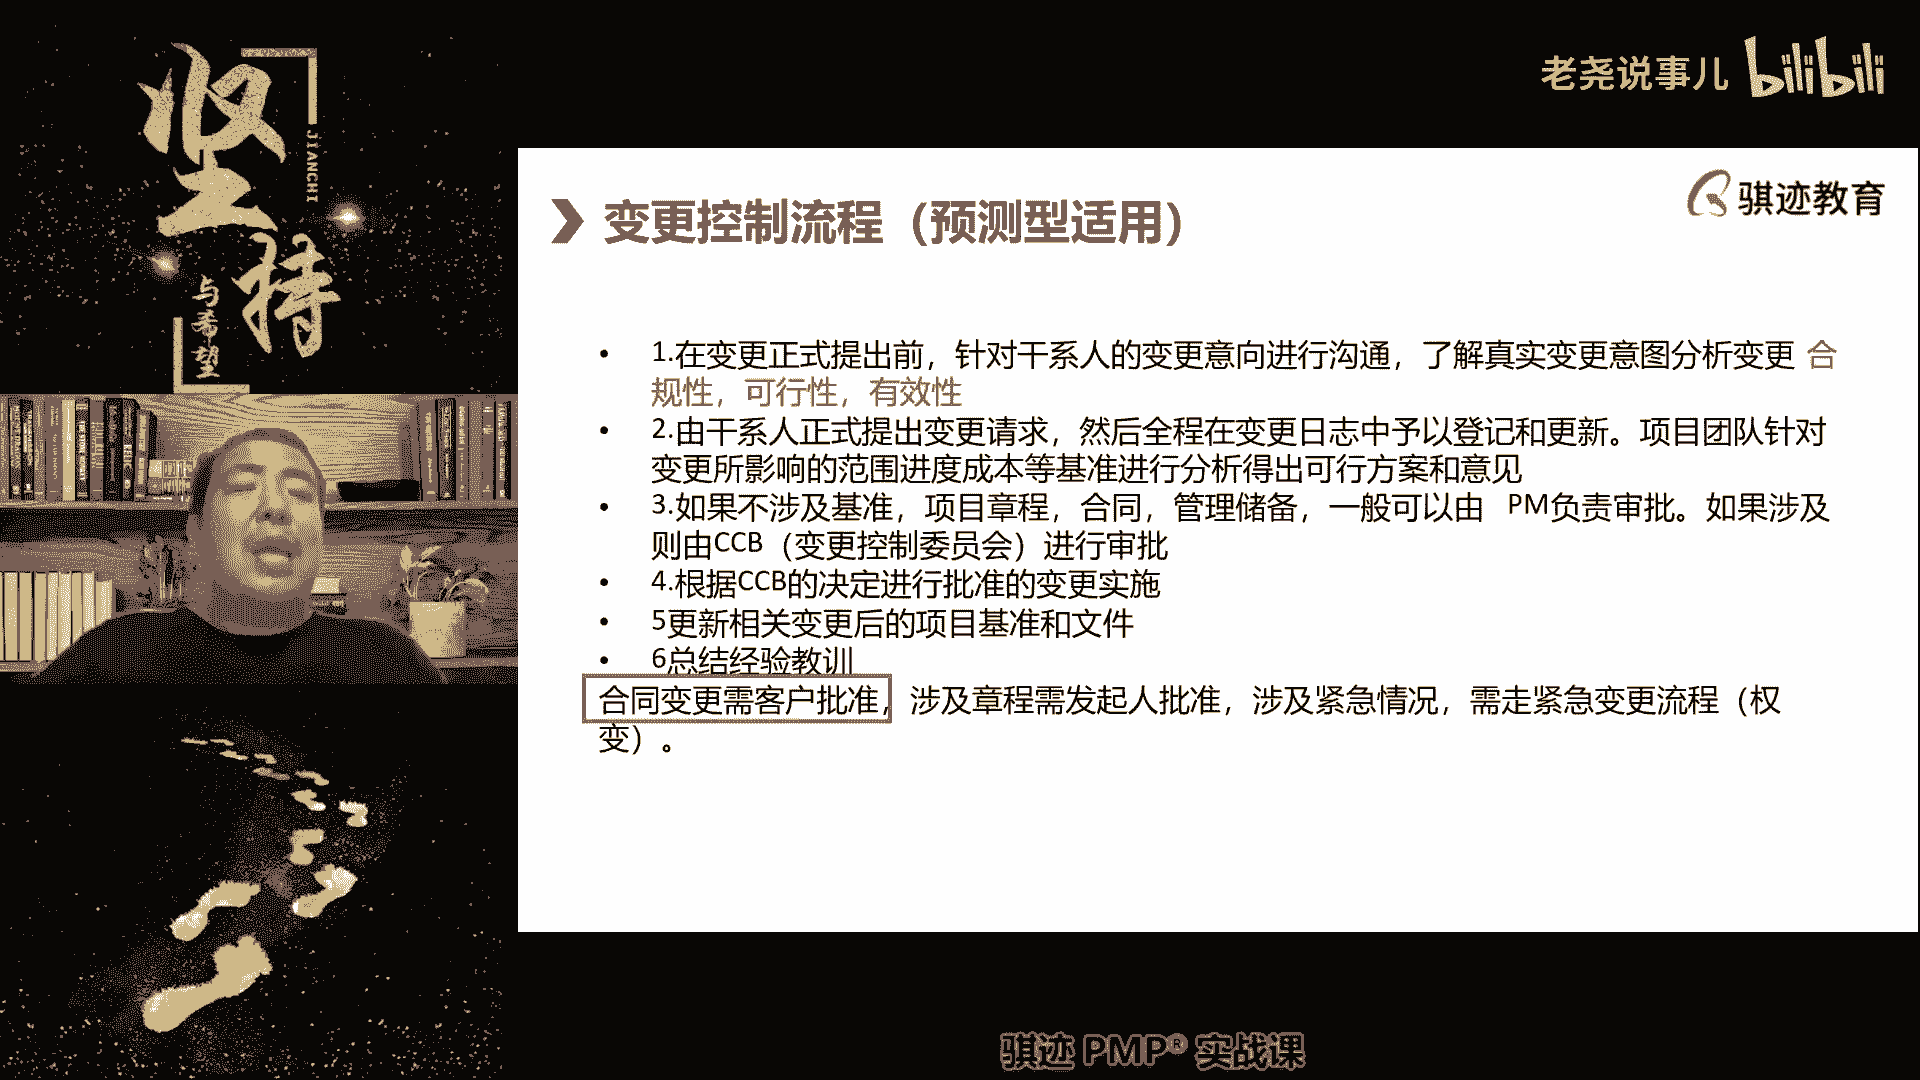 坚持
JIANCHI
与希望
老尧说事儿 bilibili
骐迹教育
变更控制流程（预测型适用）
• 1.在变更正式提出前，针对干系人的变更意向进行沟通，了解真实变更意图分析变更 合
规性，可行性，有效性
• 2.由干系人正式提出变更请求，然后全程在变更日志中予以登记和更新。项目团队针对
变更所影响的范围进度成本等基准进行分析得出可行方案和意见
• 3.如果不涉及基准，项目章程，合同，管理储备，一般可以由 PM负责审批。如果涉及
则由CCB（变更控制委员会）进行审批
• 4.根据CCB的决定进行批准的变更实施
• 5更新相关变更后的项目基准和文件
• 6总结经验教训
合同变更需客户批准，涉及章程需发起人批准，涉及紧急情况，需走紧急变更流程（权
变）。
骐迹 PMP® 实战课